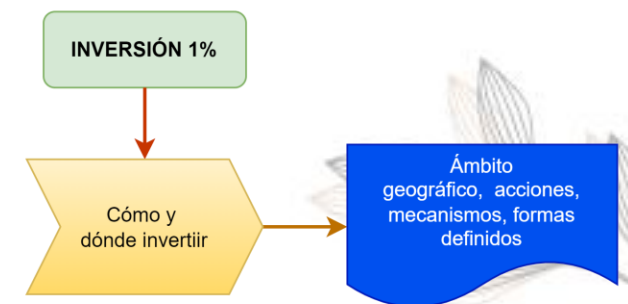 INVERSIÓN 1%
Cómo y
dónde invertiir
Ámbito
geográfico, acciones,
mecanismos, formas
definidos